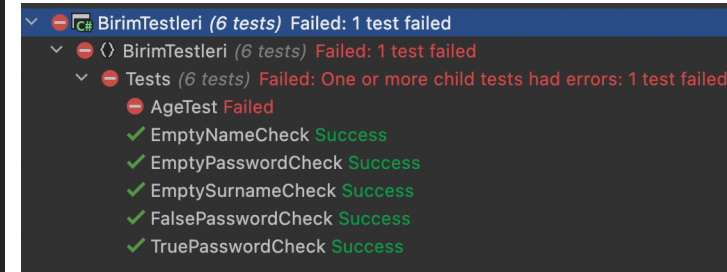 C# BirimTestleri (6 tests) Failed: 1 test failed
BirimTestleri (6 tests) Failed: 1 test failed
Tests (6 tests) Failed: One or more child tests had errors: 1 test failed
AgeTest Failed
EmptyNameCheck Success
EmptyPasswordCheck Success
EmptySurnameCheck Success
FalsePasswordCheck Success
TruePasswordCheck Success